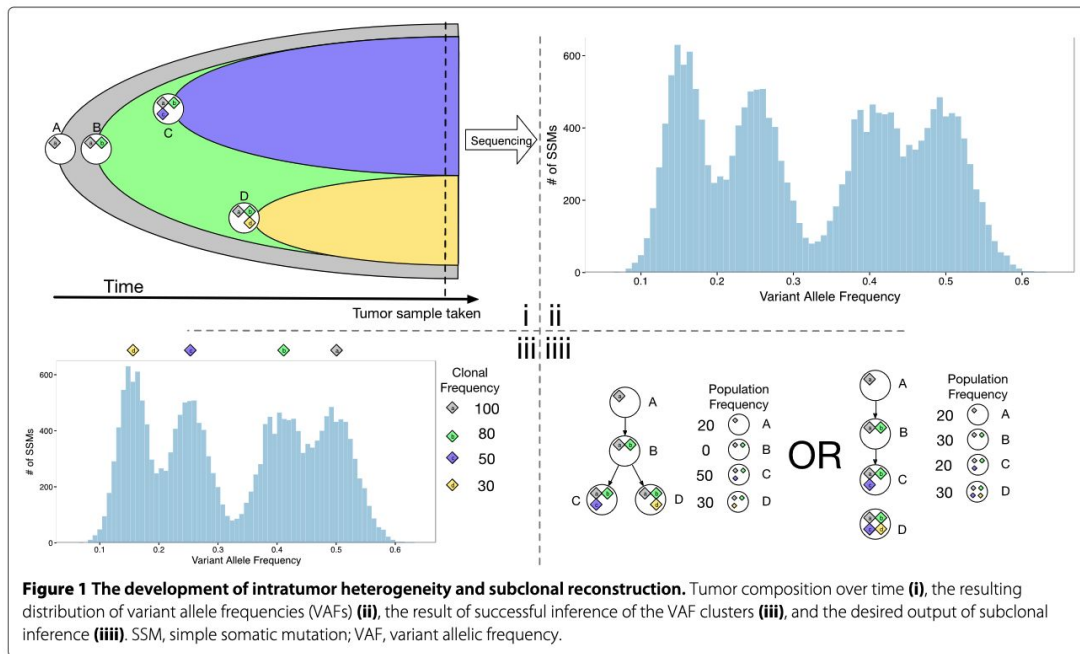 A
B
C
D
a
a b
a b
c
a b
d
Time
Tumor sample taken
Sequencing
# of SSMs
600
400
200
0
0.1 0.2 0.3 0.4 0.5 0.6
Variant Allele Frequency
i ii
iii iiii
d c b a
# of SSMs
600
400
200
0
0.1 0.2 0.3 0.4 0.5 0.6
Variant Allele Frequency
Clonal
Frequency
a 100
b 80
c 50
d 30
a A
a b B
C a b c
a b d D
Population
Frequency
20 A
0 B
50 C
30 D
OR
a A
a b B
a b c C
a b c d D
Population
Frequency
20 A
30 B
20 C
30 D
Figure 1 The development of intratumor heterogeneity and subclonal reconstruction. Tumor composition over time (i), the resulting
distribution of variant allele frequencies (VAFs) (ii), the result of successful inference of the VAF clusters (iii), and the desired output of subclonal
inference (iiii). SSM, simple somatic mutation; VAF, variant allelic frequency.